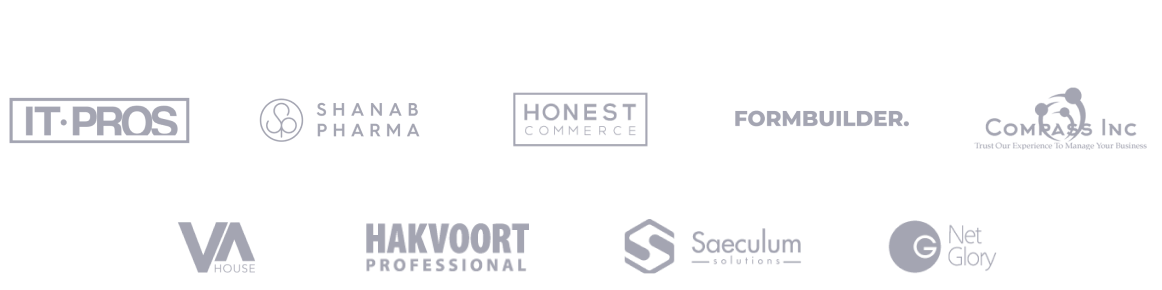 IT·PROS
SHANAB
PHARMA
HONEST
COMMERCE
FORMBUILDER.
COMPASS INC
Trust Our Experience To Manage Your Business
VA
HOUSE
HAKVOORT
PROFESSIONAL
S
Saeculum
solutions
G
Net
Glory